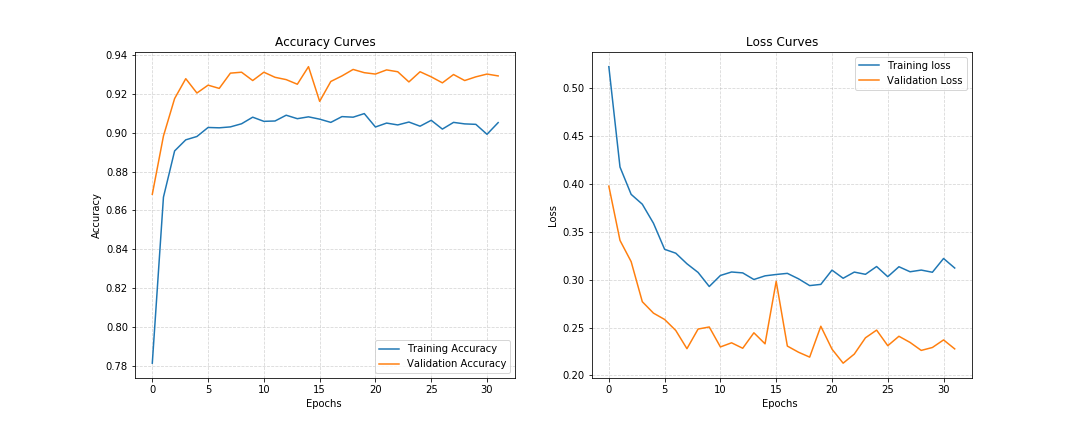 Accuracy Curves
0.94
0.92
0.90
0.88
0.86
0.84
0.82
0.80
0.78
Accuracy
0 5 10 15 20 25 30
Epochs
Training Accuracy
Validation Accuracy
Loss Curves
0.50
0.45
0.40
0.35
0.30
0.25
0.20
Loss
0 5 10 15 20 25 30
Epochs
Training loss
Validation Loss